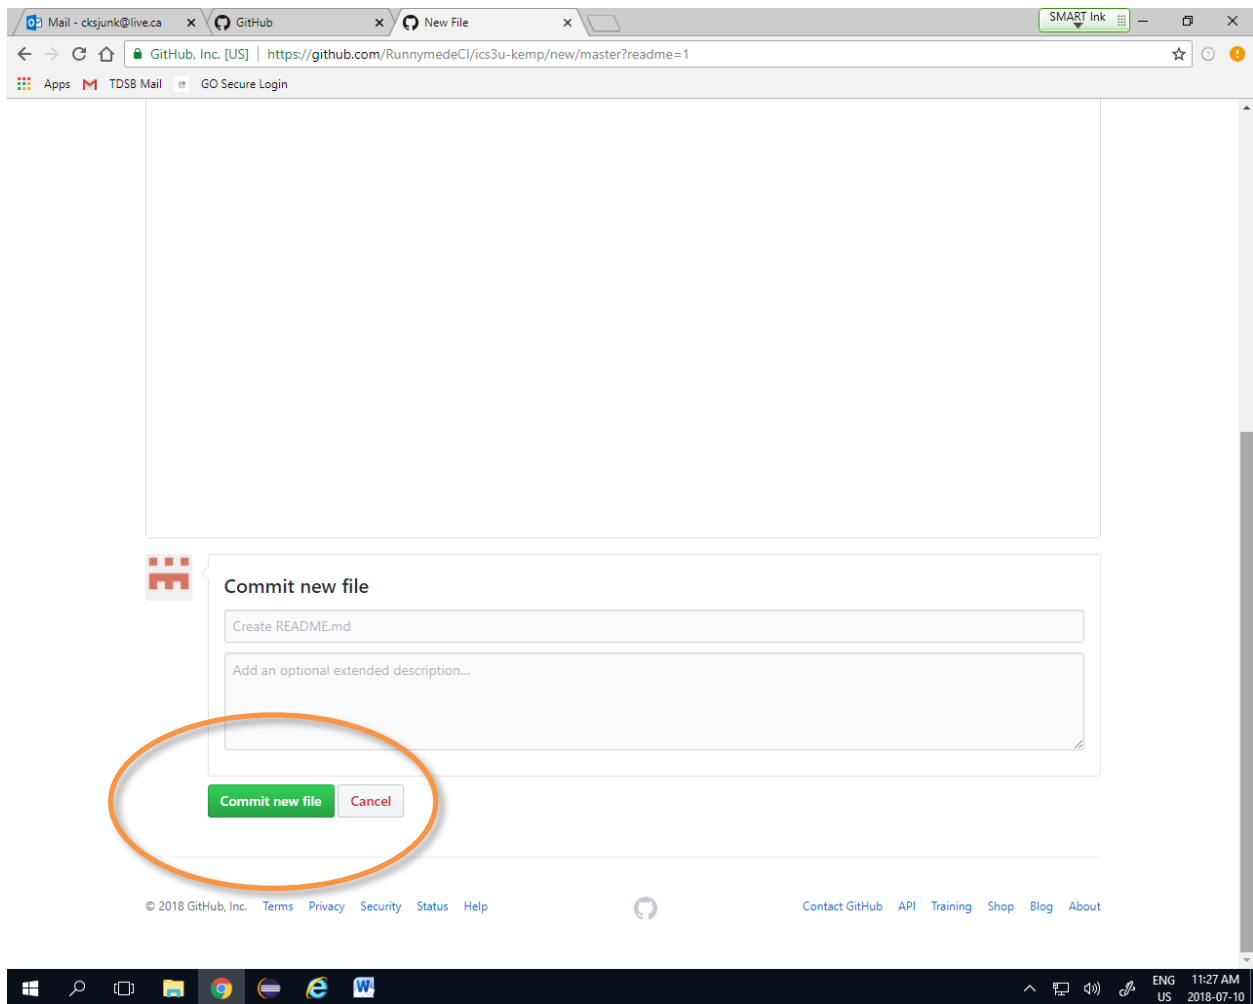 Mail - cksjunk@live.ca GitHub New File SMART Ink
GitHub, Inc. [US] | https://github.com/RunnymedeCI/ics3u-kemp/new/master?readme=1
Apps TDSB Mail GO Secure Login
Commit new file
Create README.md
Add an optional extended description...
Commit new file Cancel
© 2018 GitHub, Inc. Terms Privacy Security Status Help Contact GitHub API Training Shop Blog About
ENG 11:27 AM
US 2018-07-10